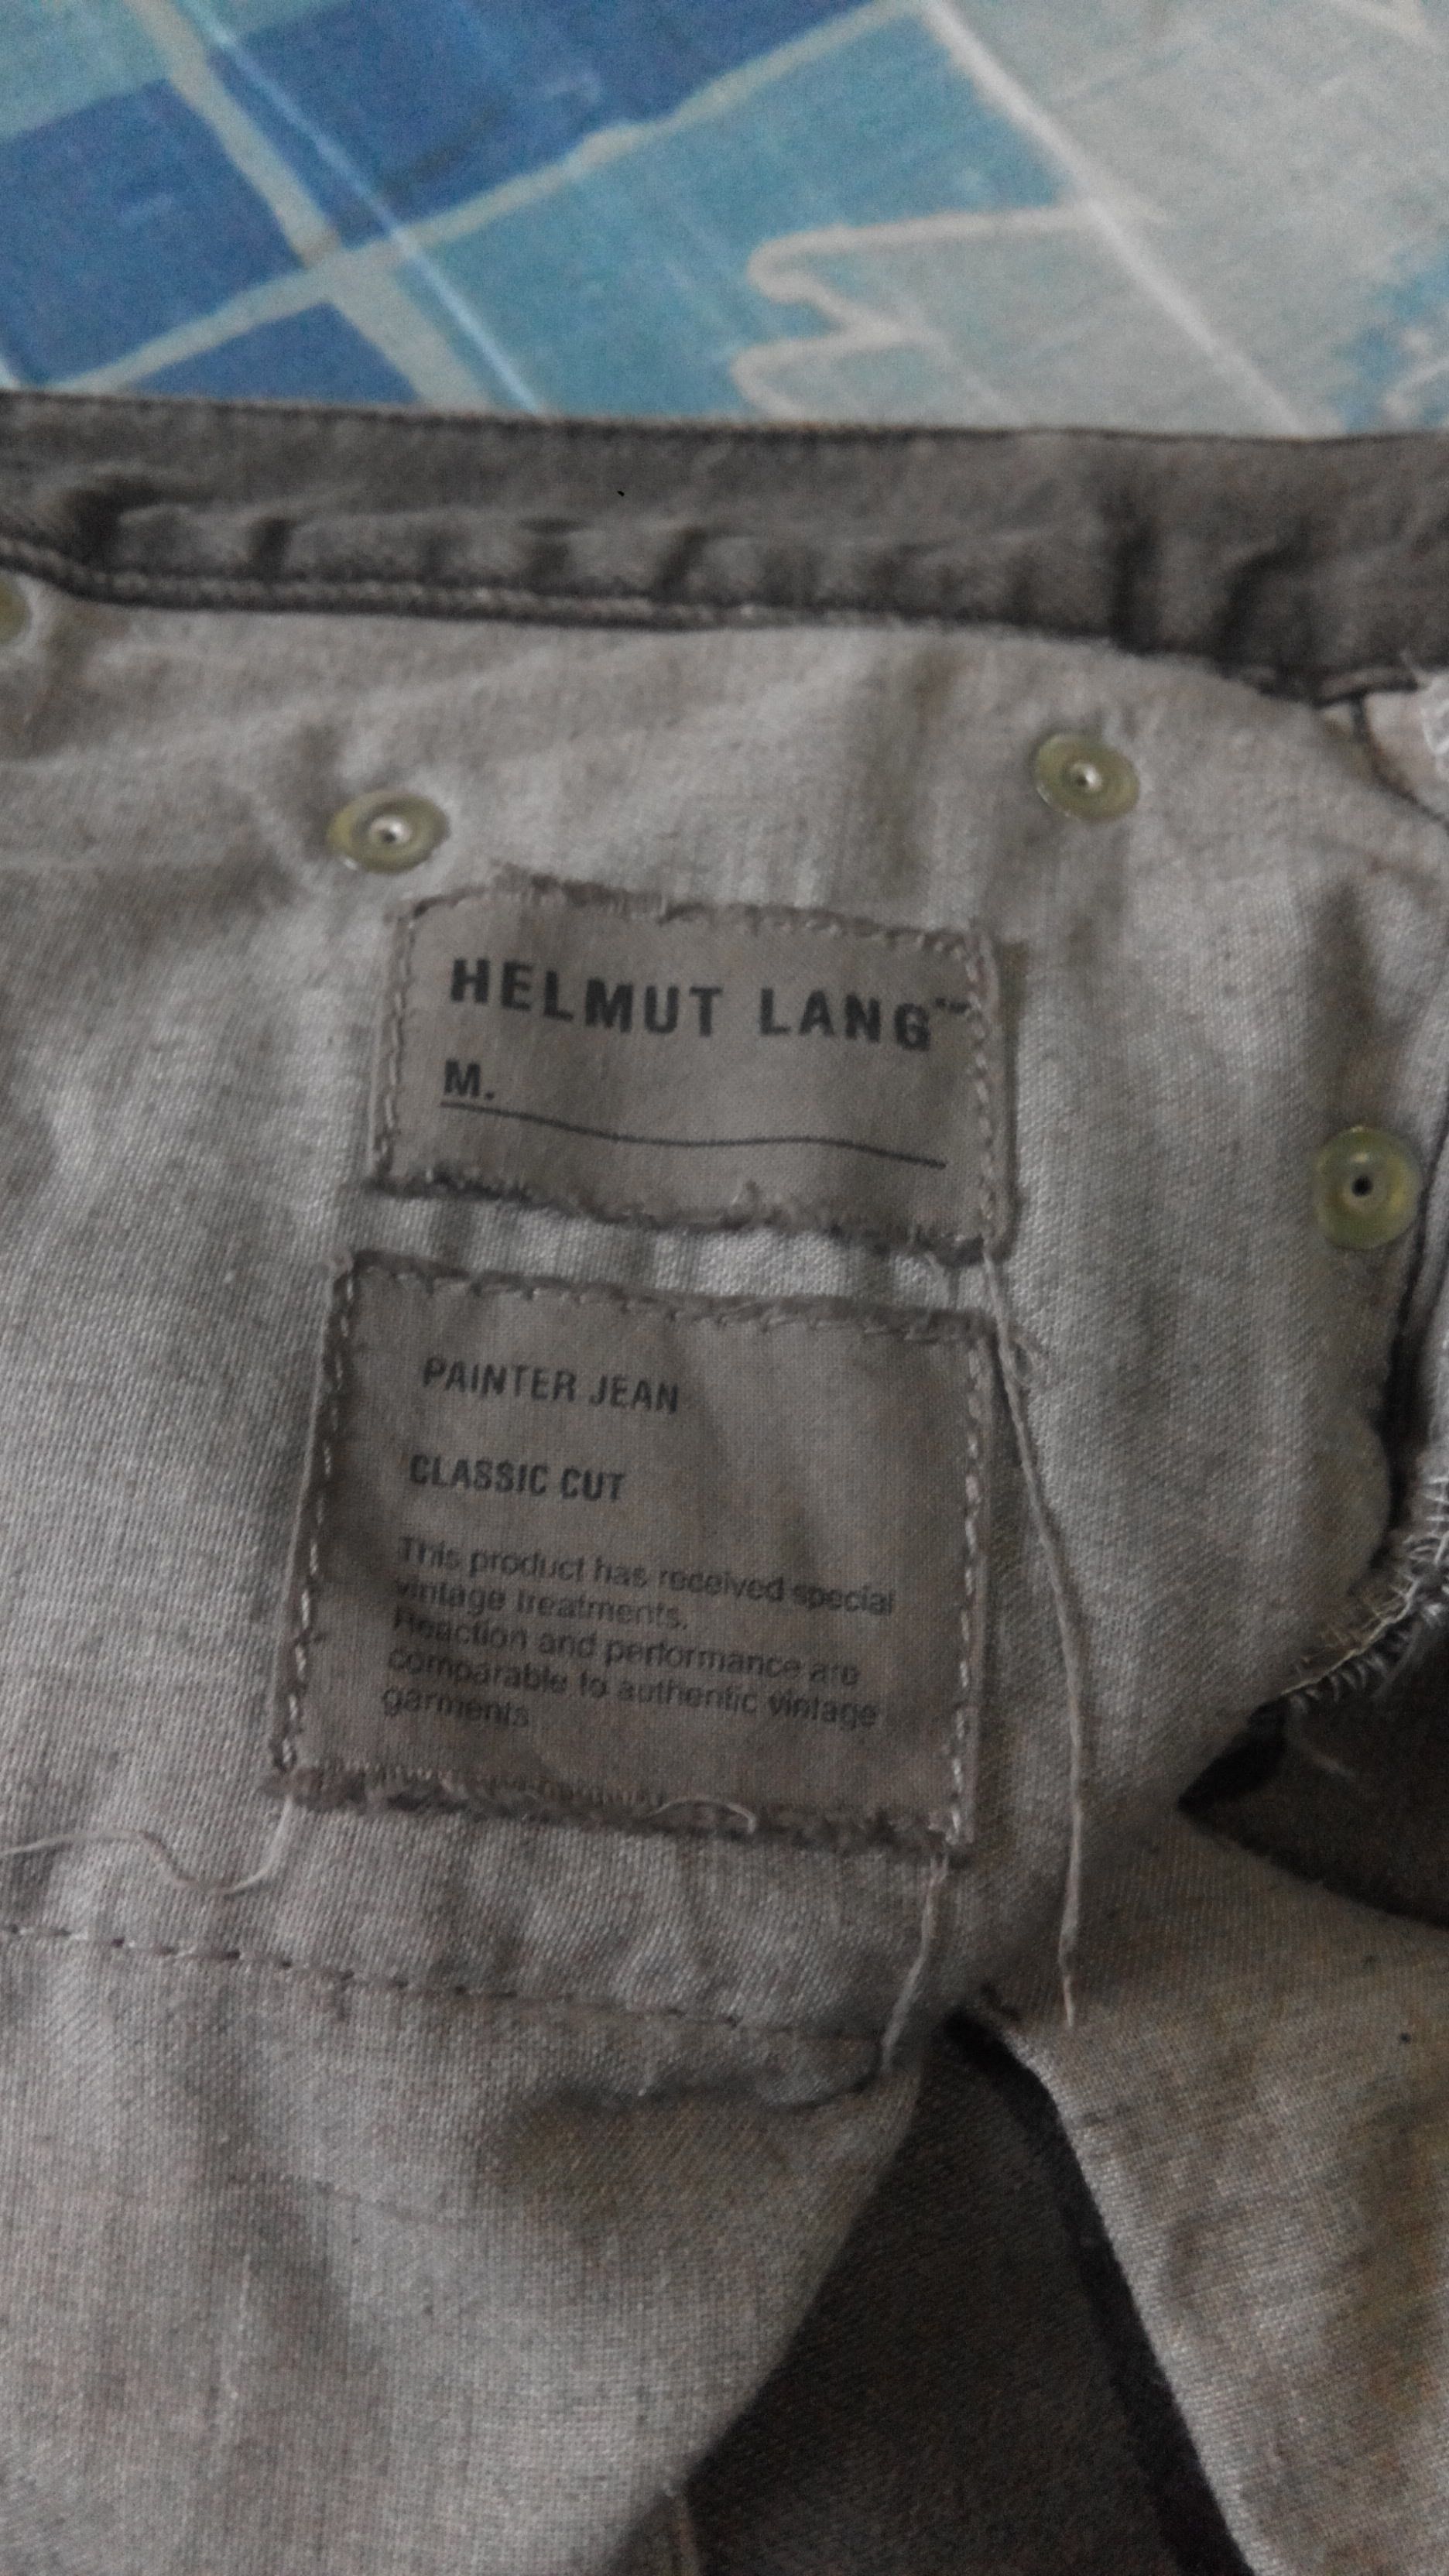 HELMUT LANG™
M.
PAINTER JEAN
CLASSIC CUT
This product has received special
vintage treatments.
Reaction and performance are
comparable to authentic vintage
garments.